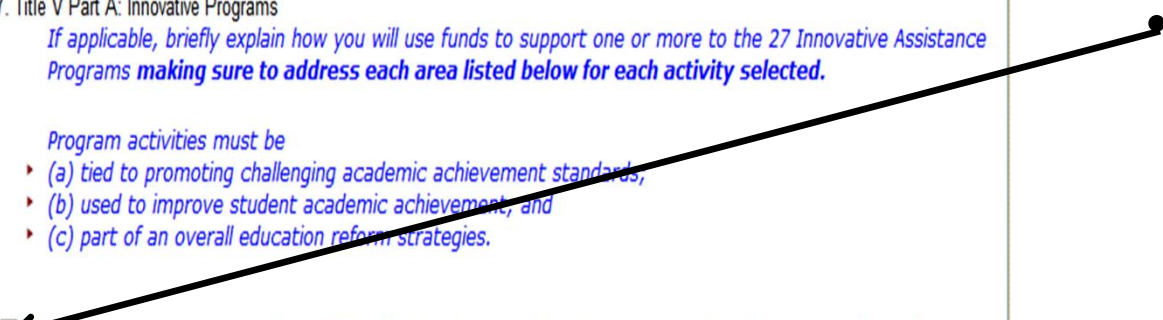 7. Title V Part A: Innovative Programs
If applicable, briefly explain how you will use funds to support one or more to the 27 Innovative Assistance
Programs making sure to address each area listed below for each activity selected.
Program activities must be
(a) tied to promoting challenging academic achievement standards,
(b) used to improve student academic achievement, and
(c) part of an overall education reform strategies.